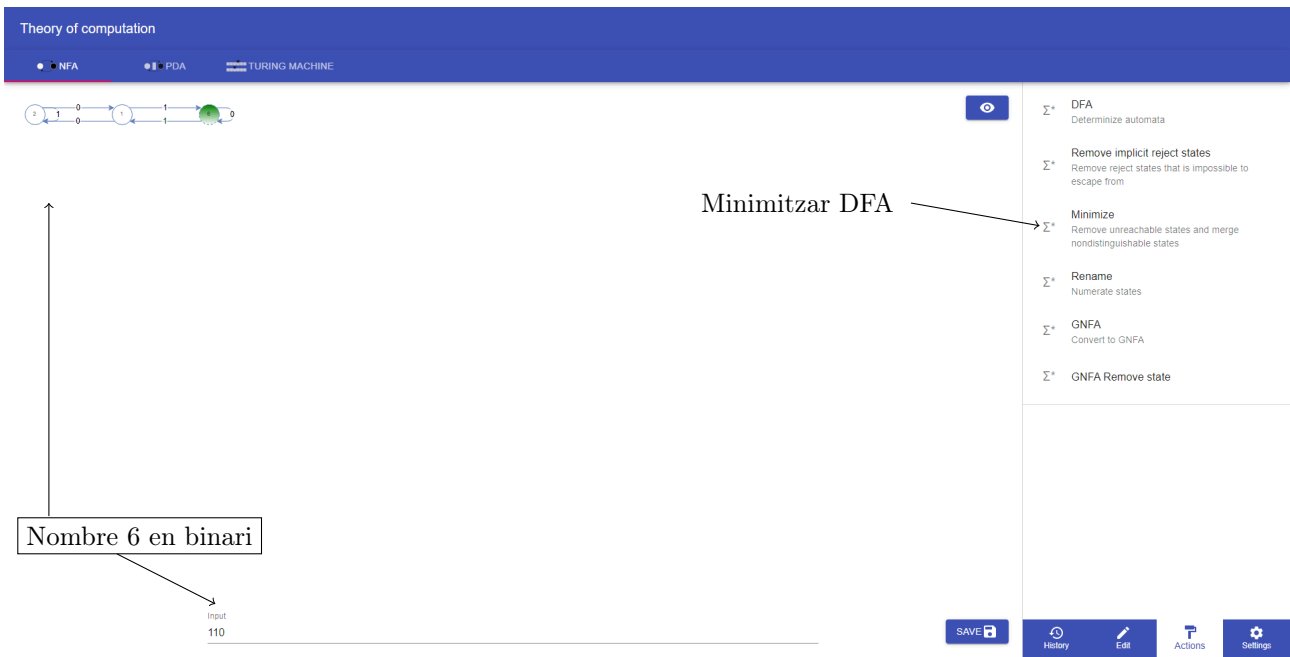 Theory of computation
NFA PDA TURING MACHINE
2 0 1 0 1 1 1 0
Σ* DFA
Determinize automata
Σ* Remove implicit reject states
Remove reject states that is impossible to
escape from
Minimitzar DFA
Σ* Minimize
Remove unreachable states and merge
nondistinguishable states
Σ* Rename
Numerate states
Σ* GNFA
Convert to GNFA
Σ* GNFA Remove state
Nombre 6 en binari
Input
110
SAVE
History Edit Actions Settings